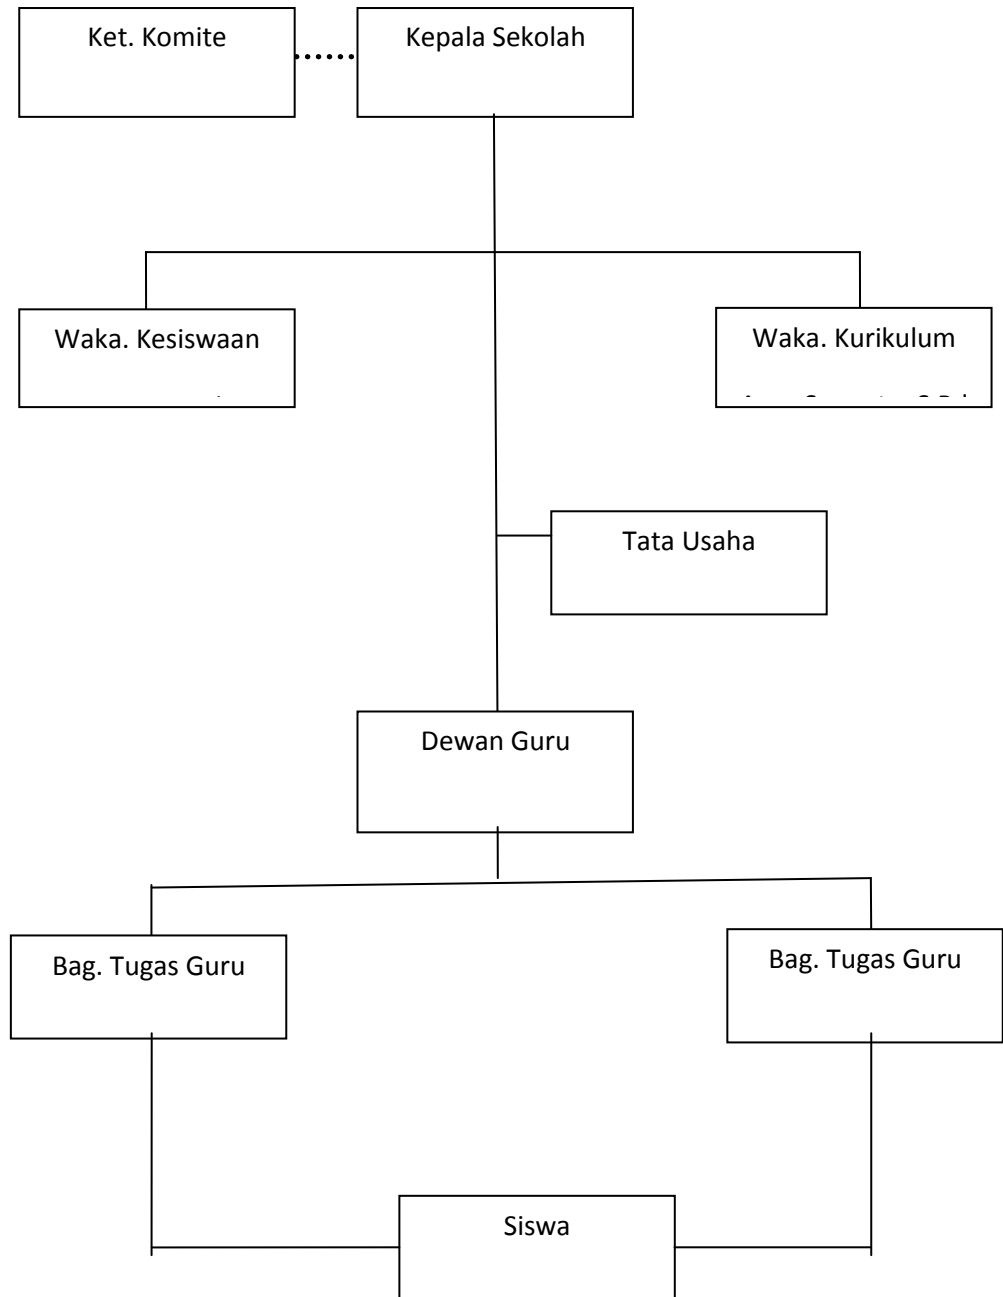 Ket. Komite
Kepala Sekolah
Waka. Kesiswaan
Waka. Kurikulum
Tata Usaha
Dewan Guru
Bag. Tugas Guru
Bag. Tugas Guru
Siswa